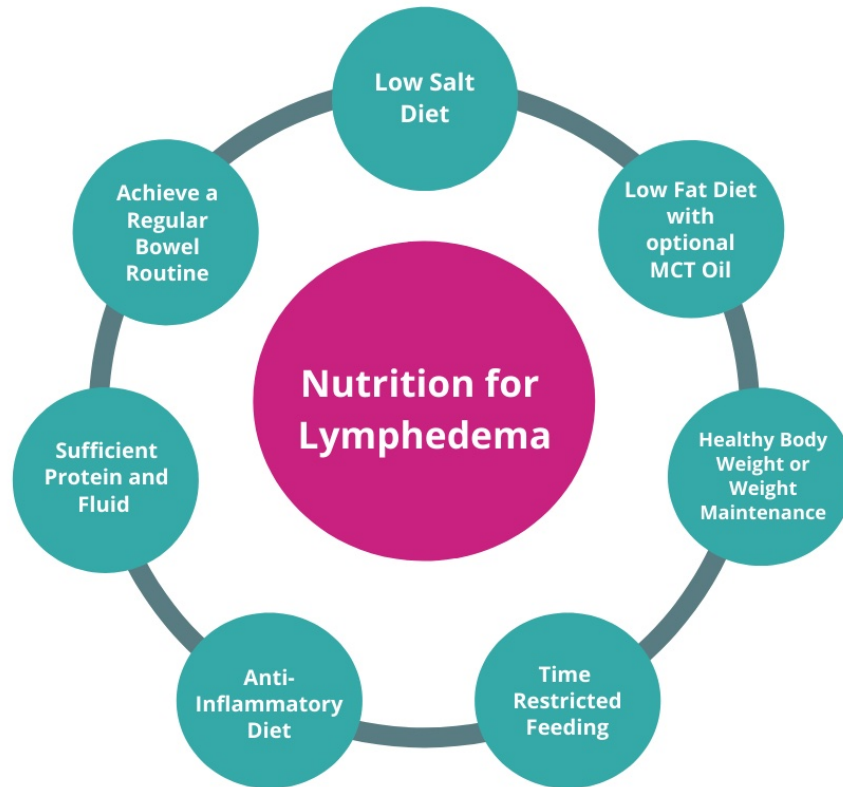 Low Salt
Diet
Low Fat Diet
with
optional
MCT Oil
Healthy Body
Weight or
Weight
Maintenance
Time
Restricted
Feeding
Anti-
Inflammatory
Diet
Sufficient
Protein and
Fluid
Achieve a
Regular
Bowel
Routine
Nutrition for
Lymphedema